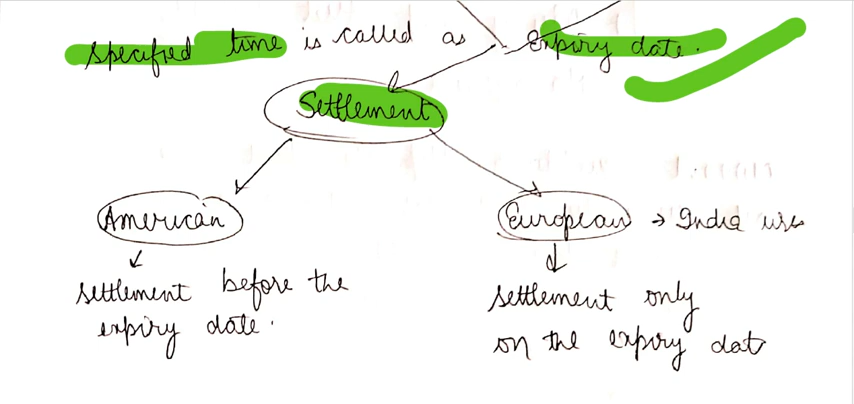 specified time is called as Expiry date.
Settlement
American
European → India use
settlement before the
expiry date.
settlement only
on the expiry date